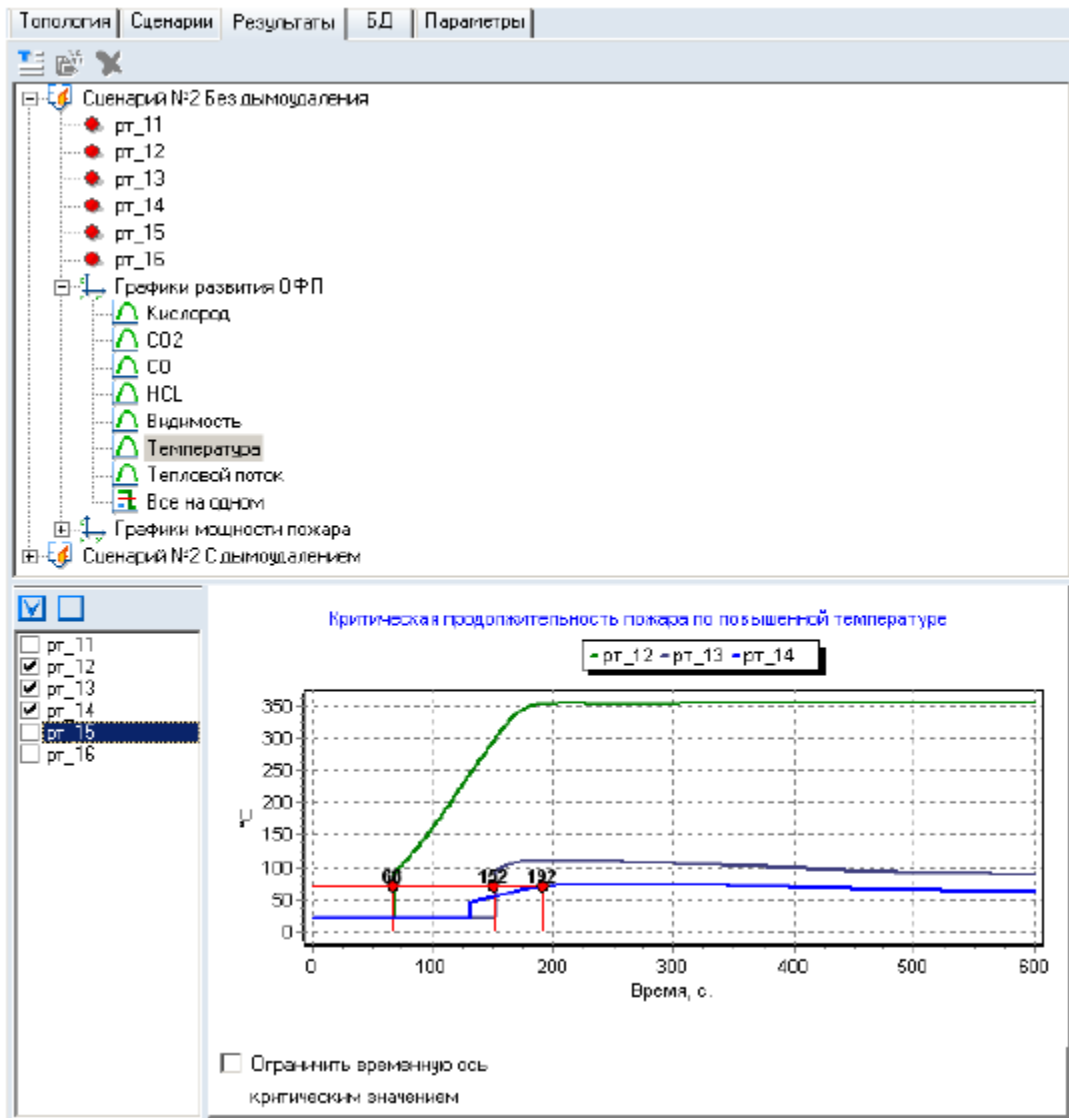 Топология Сценарии Результаты БД Параметры
Сценарий №2 Без дымоудаления
рт_11
рт_12
рт_13
рт_14
рт_15
рт_16
Графики развития ОФП
Кислород
CO2
CO
HCL
Видимость
Температура
Тепловой поток
Все на одном
Графики мощности пожара
Сценарий №2 С дымоудалением
рт_11
рт_12
рт_13
рт_14
рт_15
рт_16
Критическая продолжительность пожара по повышенной температуре
рт_12 рт_13 рт_14
350
300
250
200
150
100
50
0
°C
152 192
0 100 200 300 400 500 600
Время, с.
Ограничить временную ось
критическим значением